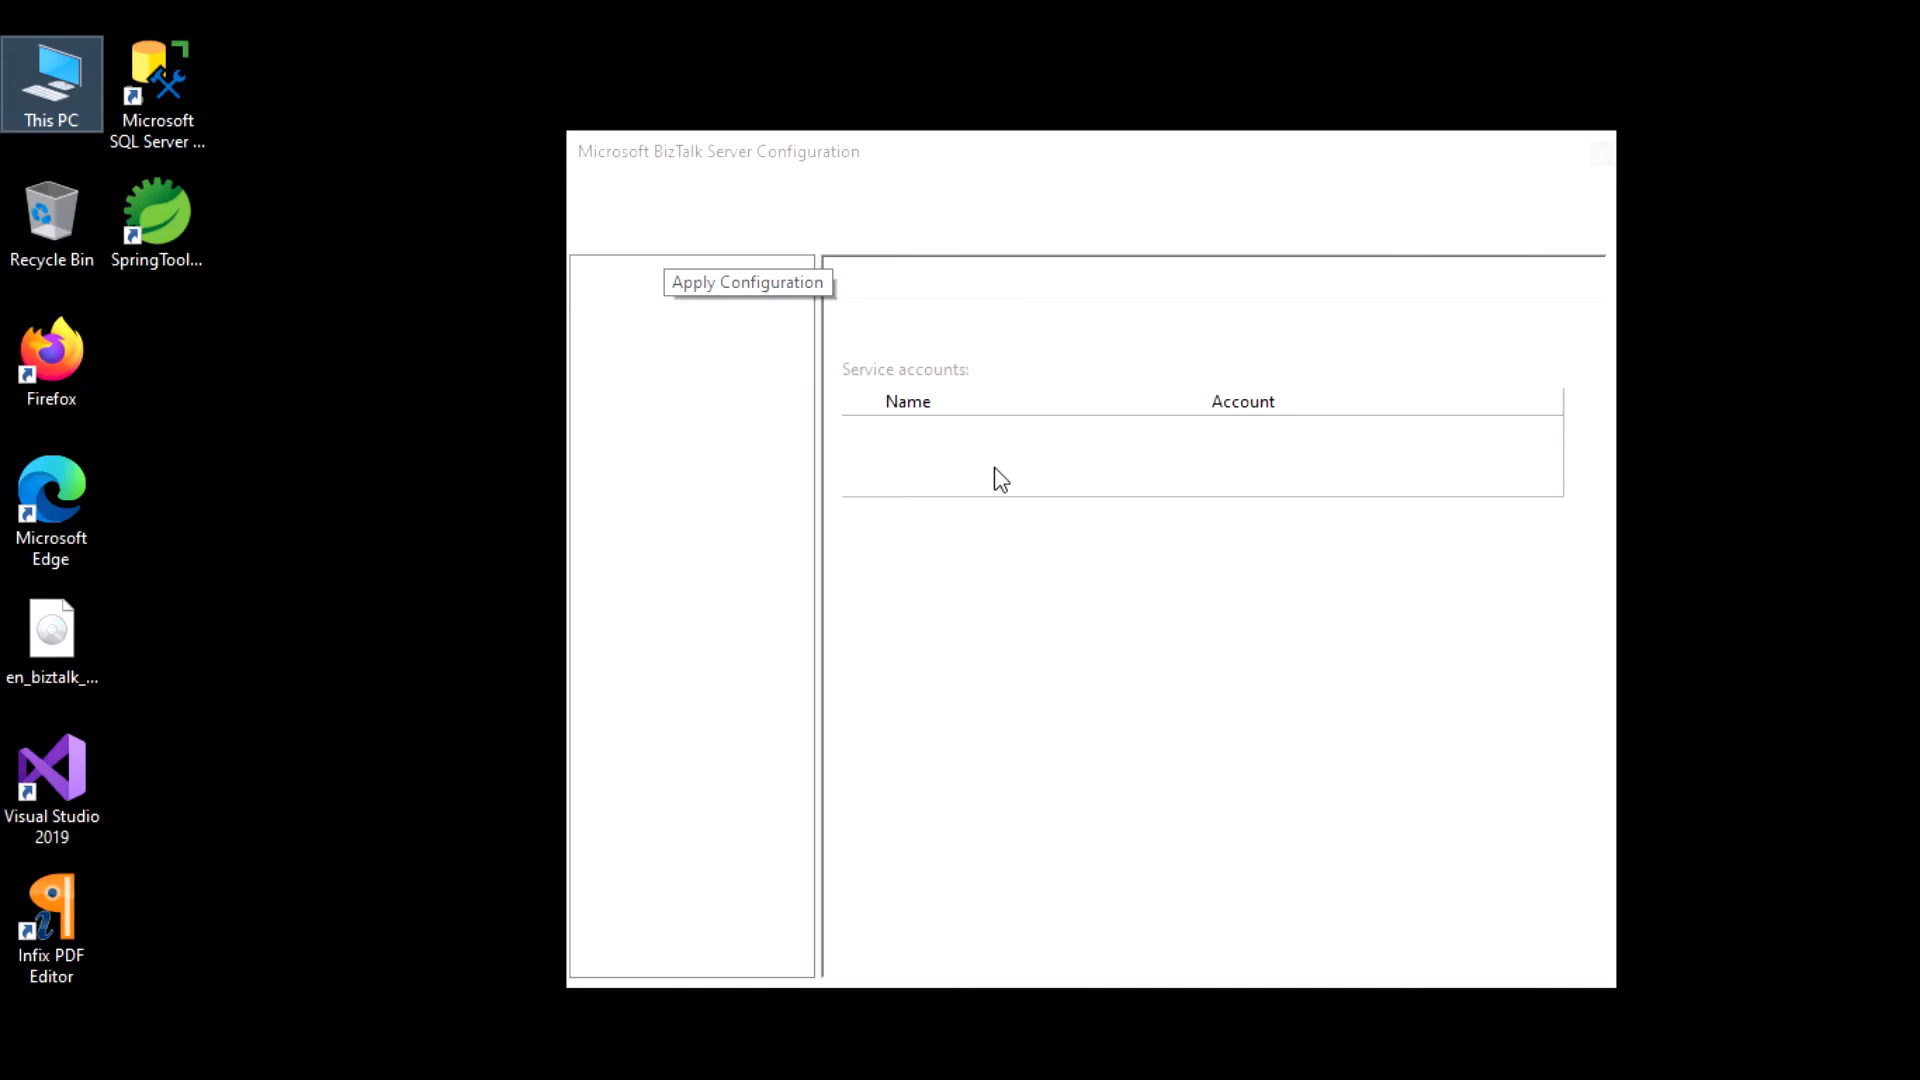 This PC
Microsoft
SQL Server ...
Recycle Bin
SpringTool...
Firefox
Microsoft
Edge
en_biztalk_...
Visual Studio
2019
Infix PDF
Editor
Microsoft BizTalk Server Configuration
Apply Configuration
Service accounts:
Name
Account